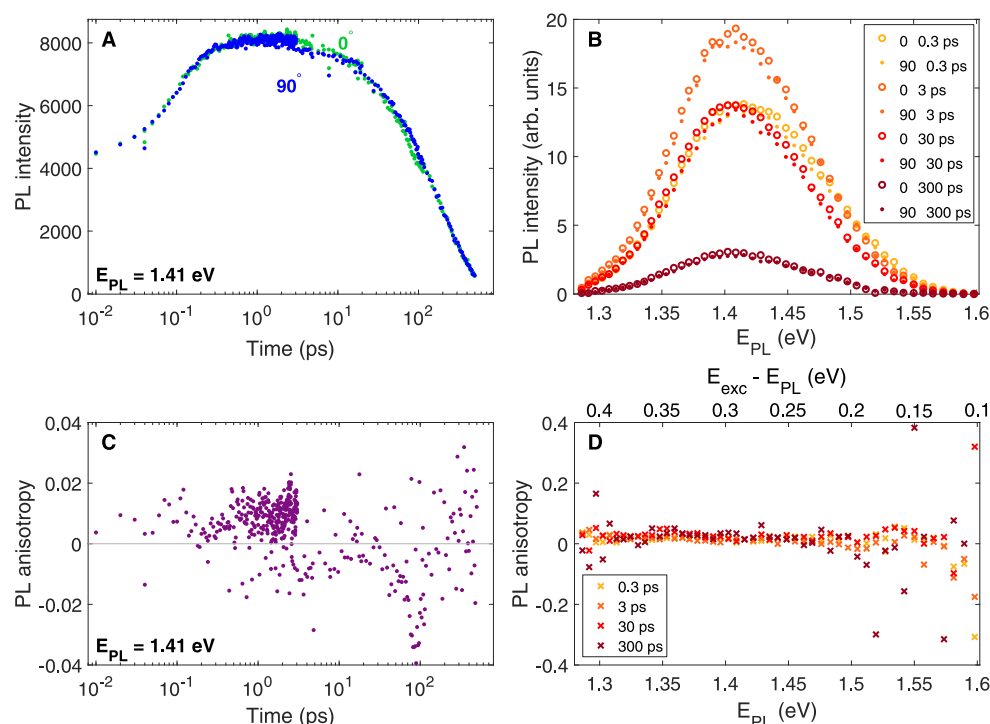 A
0°
90°
PL intensity
8000
6000
4000
2000
0
E_PL = 1.41 eV
10^-2 10^-1 10^0 10^1 10^2
Time (ps)
B
PL intensity (arb. units)
20
15
10
5
0
0 0.3 ps
90 0.3 ps
0 3 ps
90 3 ps
0 30 ps
90 30 ps
0 300 ps
90 300 ps
1.3 1.35 1.4 1.45 1.5 1.55 1.6
E_PL (eV)
C
PL anisotropy
0.04
0.02
0
-0.02
-0.04
E_PL = 1.41 eV
10^-2 10^-1 10^0 10^1 10^2
Time (ps)
E_exc - E_PL (eV)
0.4 0.35 0.3 0.25 0.2 0.15 0.1
D
PL anisotropy
0.4
0.2
0
-0.2
-0.4
0.3 ps
3 ps
30 ps
300 ps
1.3 1.35 1.4 1.45 1.5 1.55 1.6
E_PL (eV)